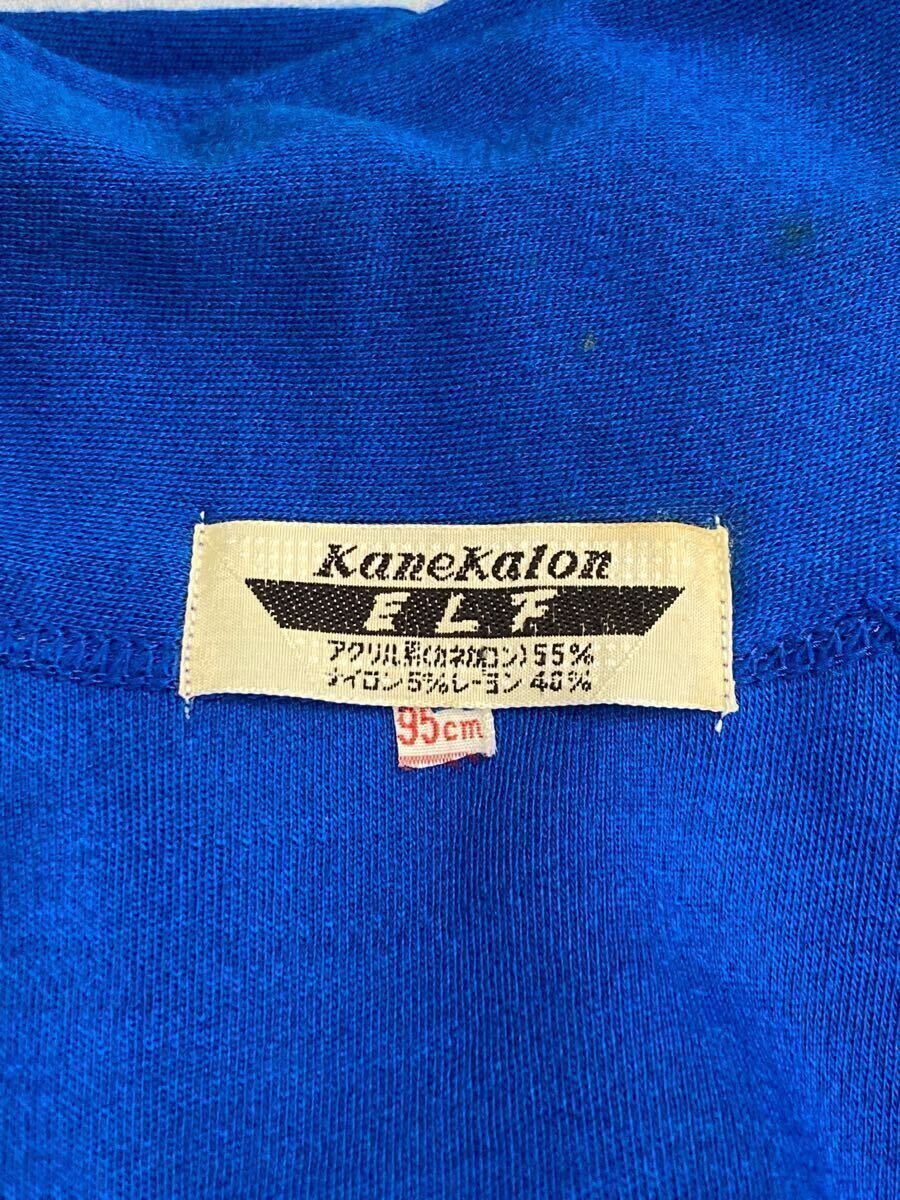 Kanekalon
ELF
アクリル系(カネカロン)55%
ナイロン5%レーヨン40%
95cm